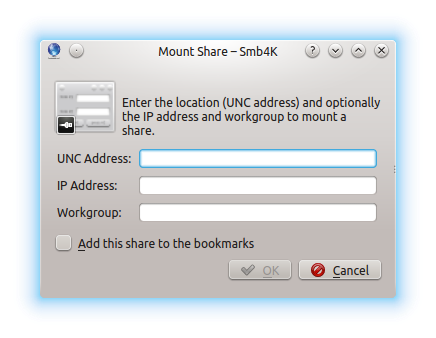 Mount Share – Smb4K
Enter the location (UNC address) and optionally
the IP address and workgroup to mount a
share.
UNC Address:
IP Address:
Workgroup:
Add this share to the bookmarks
OK
Cancel